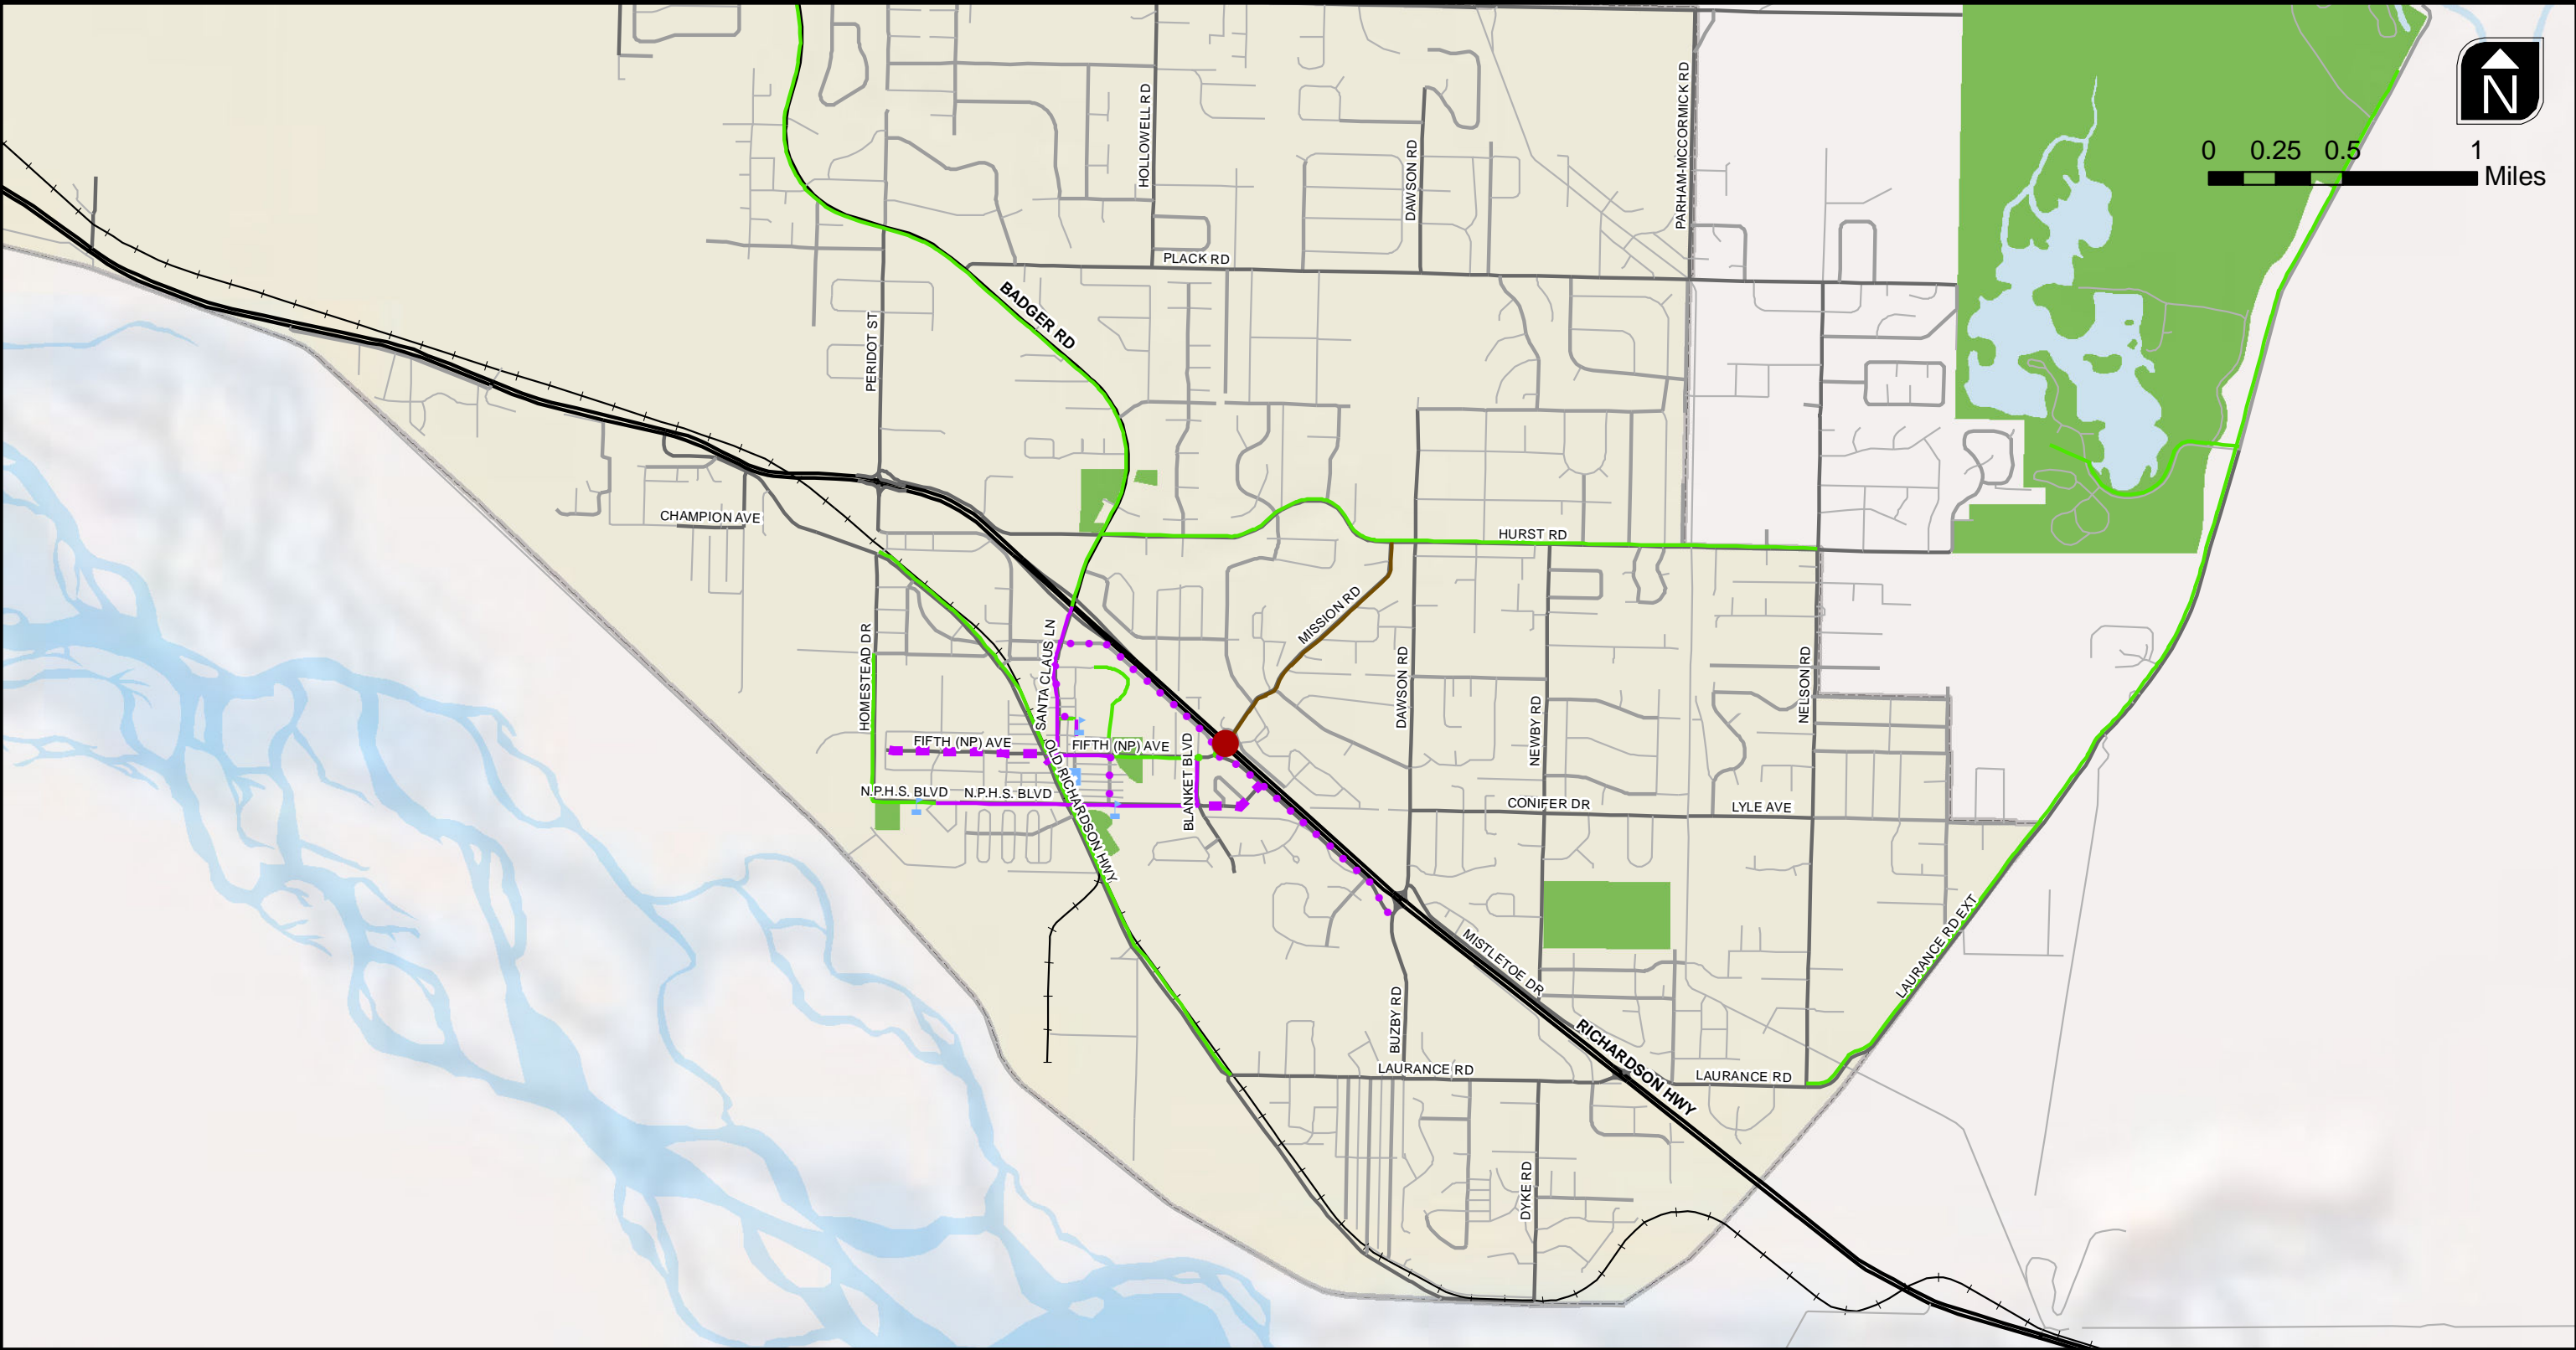 N
0 0.25 0.5 1
Miles
HOLLOWELL RD
DAWSON RD
PARHAM-MCCORMICK RD
PLACK RD
BADGER RD
PERIDOT ST
CHAMPION AVE
HURST RD
MISSION RD
HOMESTEAD DR
SANTA CLAUS LN
DAWSON RD
NEWBY RD
NELSON RD
FIFTH (NP) AVE
FIFTH (NP) AVE
BLANKET BLVD
OLD RICHARDSON HWY
N.P.H.S. BLVD
N.P.H.S. BLVD
CONIFER DR
LYLE AVE
MISTLETOE DR
LAURANCE RD EXT
BUZBY RD
RICHARDSON HWY
LAURANCE RD
LAURANCE RD
DYKE RD